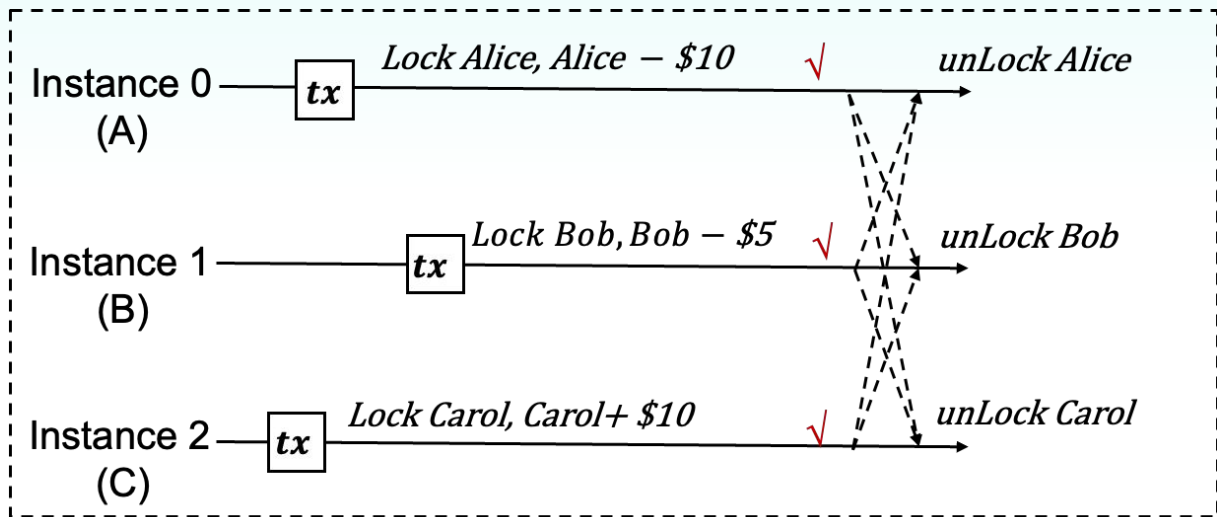 Instance 0
(A)
tx
Lock Alice, Alice − $10
√
unLock Alice
Instance 1
(B)
tx
Lock Bob, Bob − $5
√
unLock Bob
Instance 2
(C)
tx
Lock Carol, Carol+ $10
√
unLock Carol